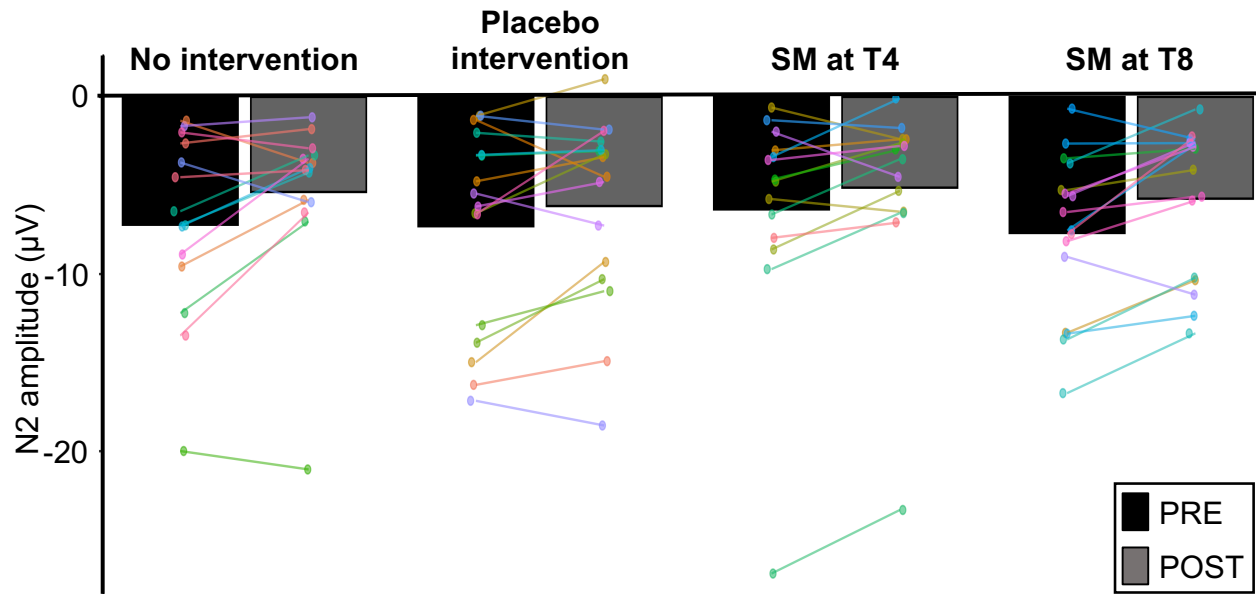 No intervention
Placebo
intervention
SM at T4
SM at T8
N2 amplitude (µV)
0
-10
-20
PRE
POST